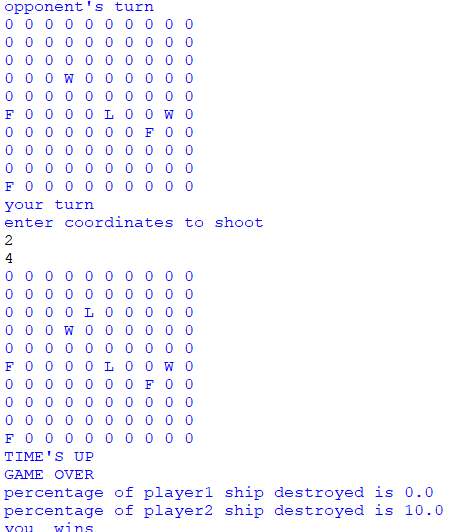 opponent's turn
0 0 0 0 0 0 0 0 0 0
0 0 0 0 0 0 0 0 0 0
0 0 0 0 0 0 0 0 0 0
0 0 0 W 0 0 0 0 0 0
0 0 0 0 0 0 0 0 0 0
F 0 0 0 0 L 0 0 W 0
0 0 0 0 0 0 0 F 0 0
0 0 0 0 0 0 0 0 0 0
0 0 0 0 0 0 0 0 0 0
F 0 0 0 0 0 0 0 0 0
your turn
enter coordinates to shoot
2
4
0 0 0 0 0 0 0 0 0 0
0 0 0 0 0 0 0 0 0 0
0 0 0 0 L 0 0 0 0 0
0 0 0 W 0 0 0 0 0 0
0 0 0 0 0 0 0 0 0 0
F 0 0 0 0 L 0 0 W 0
0 0 0 0 0 0 0 F 0 0
0 0 0 0 0 0 0 0 0 0
0 0 0 0 0 0 0 0 0 0
F 0 0 0 0 0 0 0 0 0
TIME'S UP
GAME OVER
percentage of player1 ship destroyed is 0.0
percentage of player2 ship destroyed is 10.0
you  wins